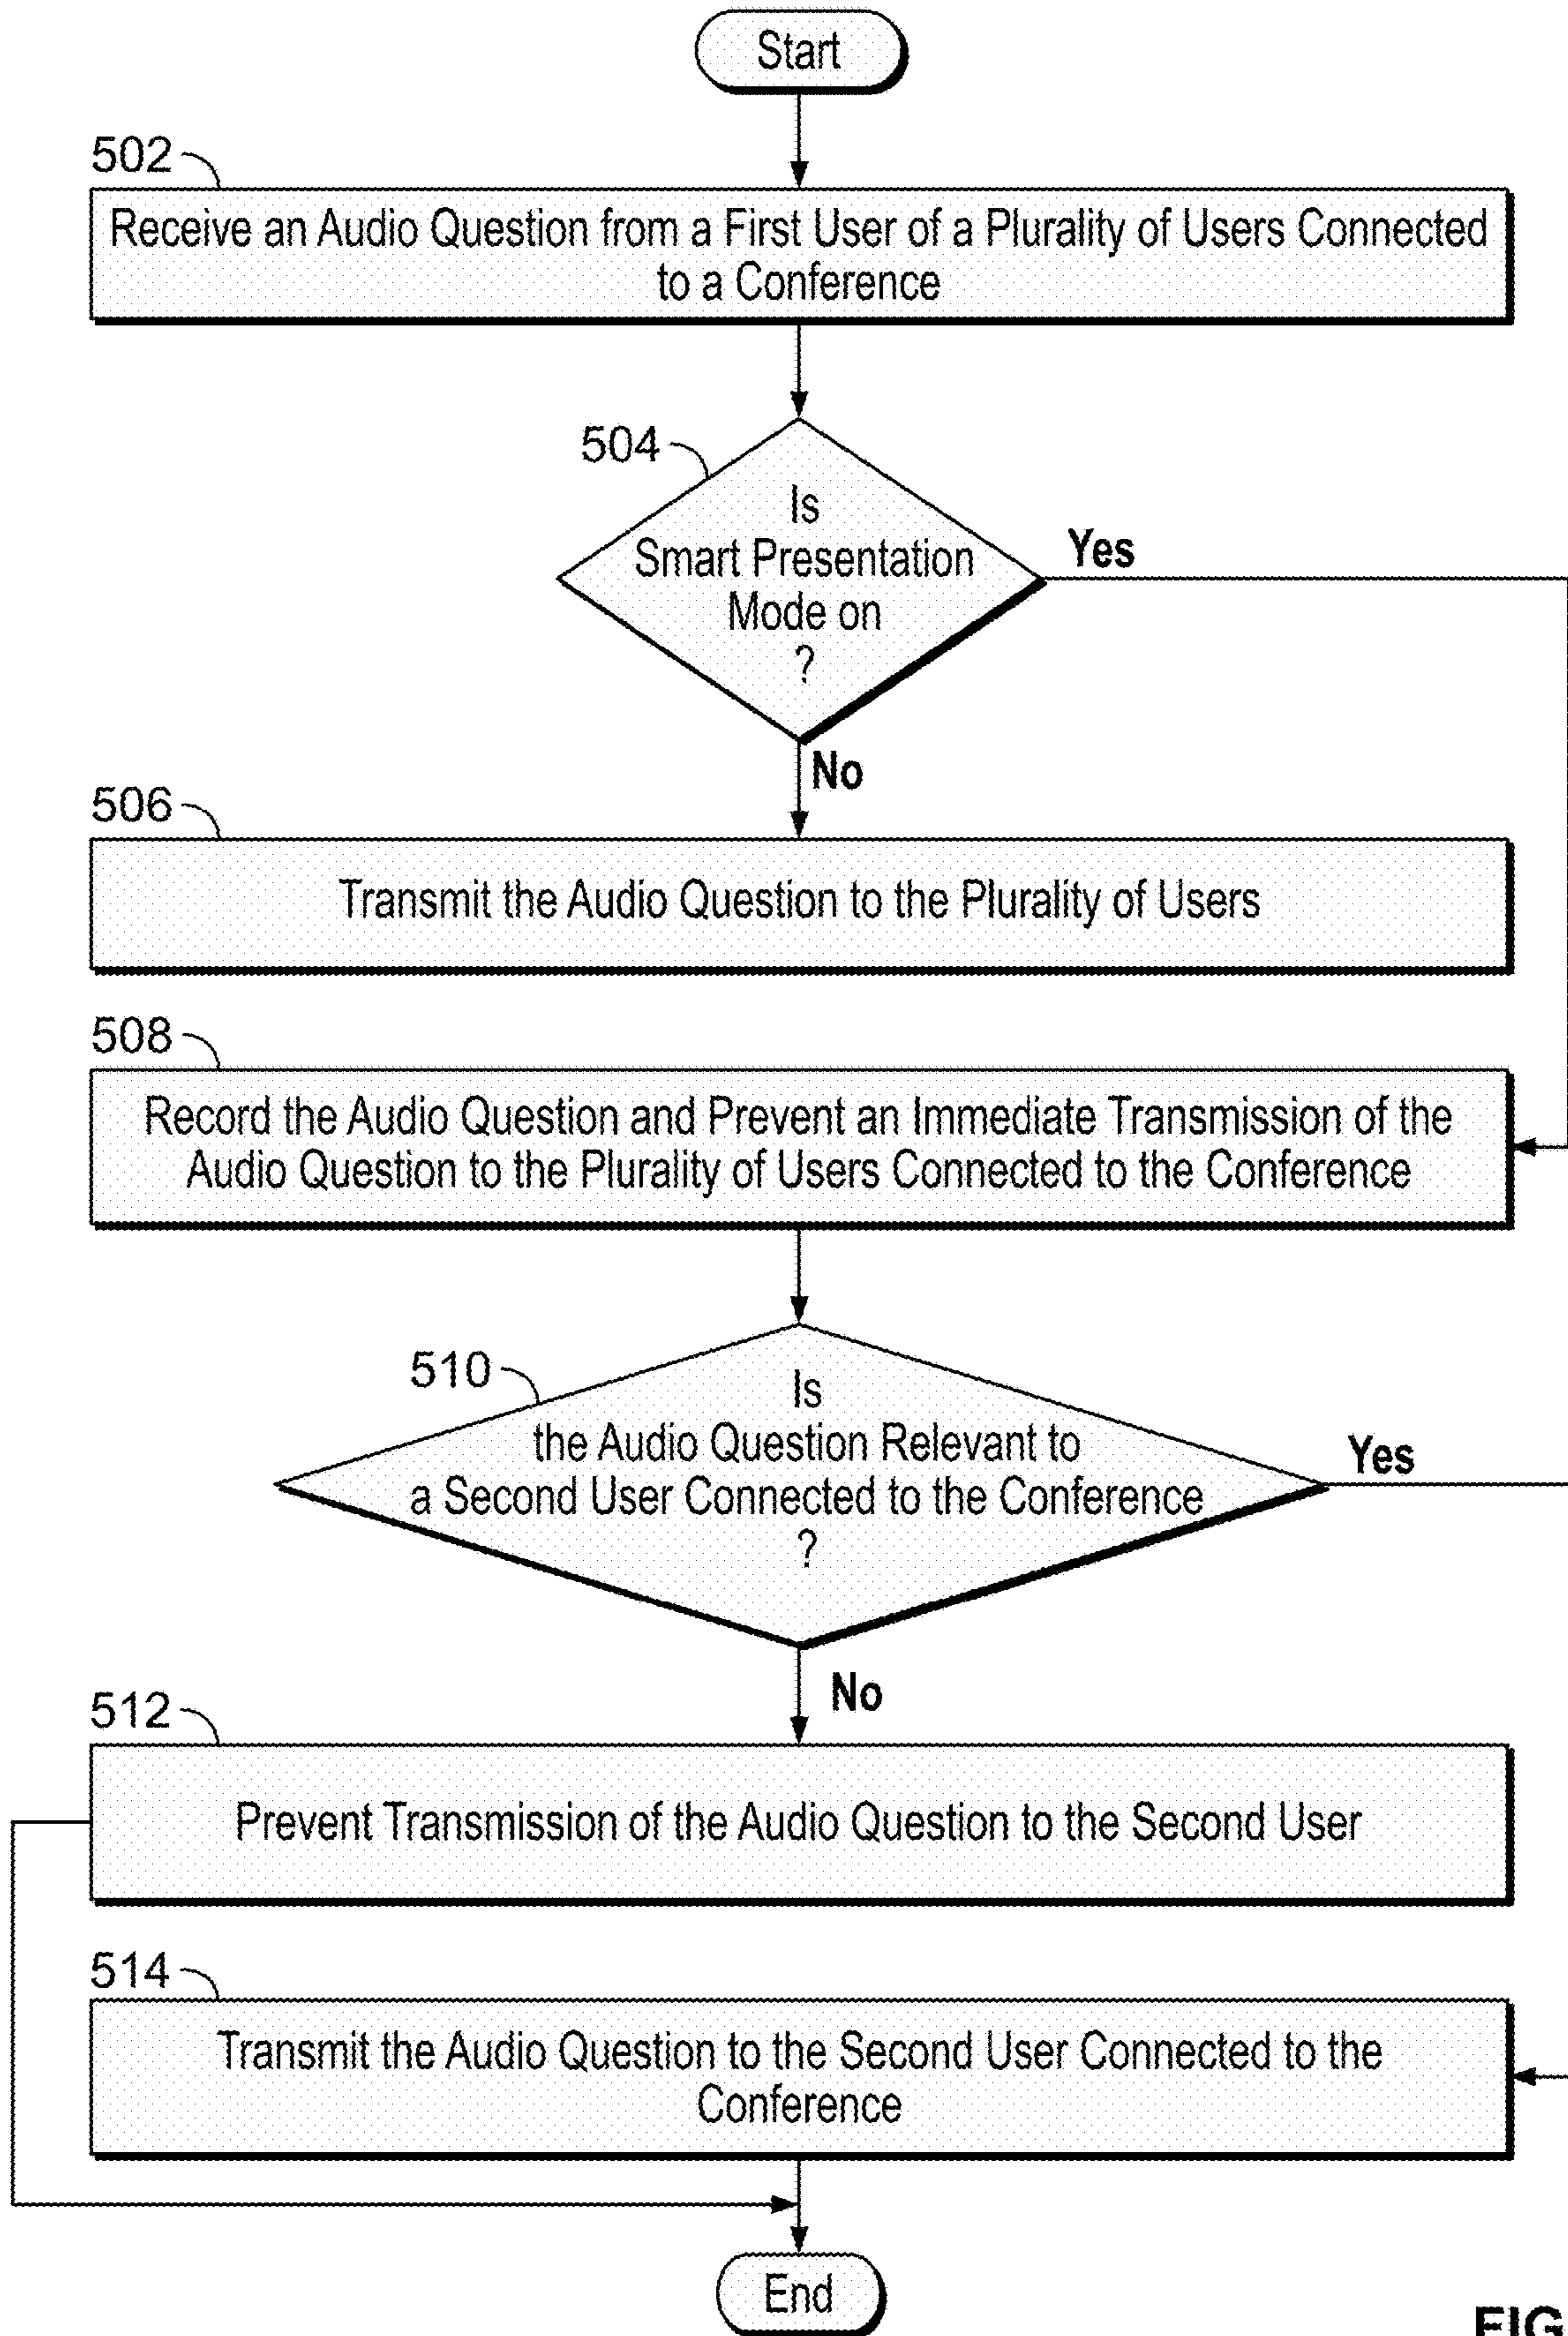 Start
502
Receive an Audio Question from a First User of a Plurality of Users Connected
to a Conference
504
Is
Smart Presentation
Mode on
?
Yes
No
506
Transmit the Audio Question to the Plurality of Users
508
Record the Audio Question and Prevent an Immediate Transmission of the
Audio Question to the Plurality of Users Connected to the Conference
510
Is
the Audio Question Relevant to
a Second User Connected to the Conference
?
Yes
No
512
Prevent Transmission of the Audio Question to the Second User
514
Transmit the Audio Question to the Second User Connected to the
Conference
End
FIG